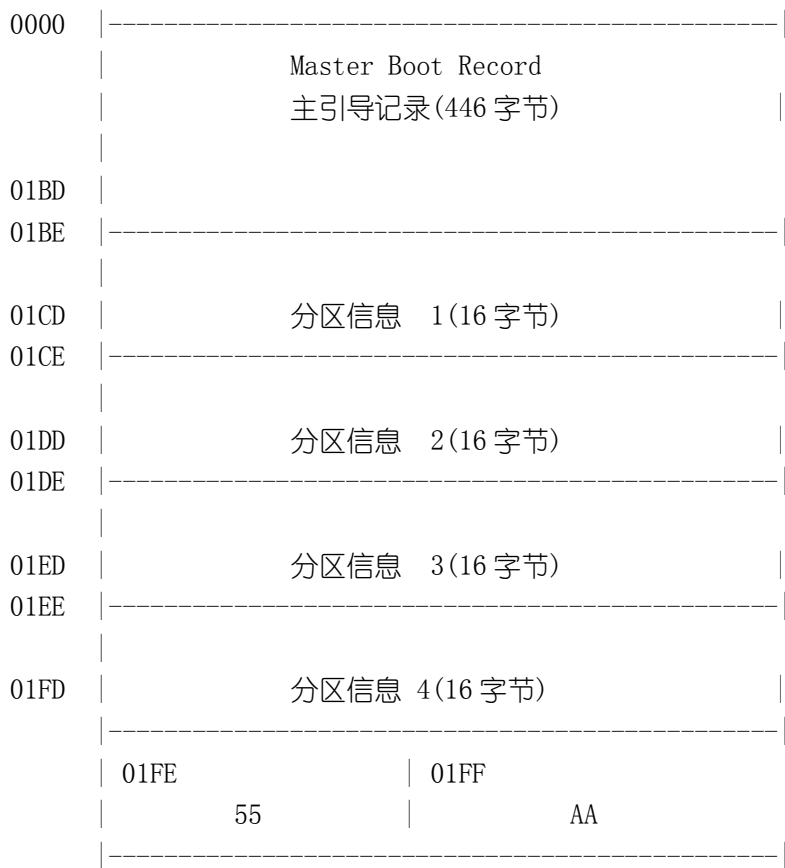 0000 |------------------------------------------------|
| Master Boot Record
| 主引导记录(446 字节) |
|
01BD |
01BE |------------------------------------------------|
|
01CD | 分区信息 1(16 字节) |
01CE |------------------------------------------------|
|
01DD | 分区信息 2(16 字节) |
01DE |------------------------------------------------|
|
01ED | 分区信息 3(16 字节) |
01EE |------------------------------------------------|
|
01FD | 分区信息 4(16 字节) |
|------------------------------------------------|
| 01FE | 01FF
| 55 | AA
|------------------------------------------------|